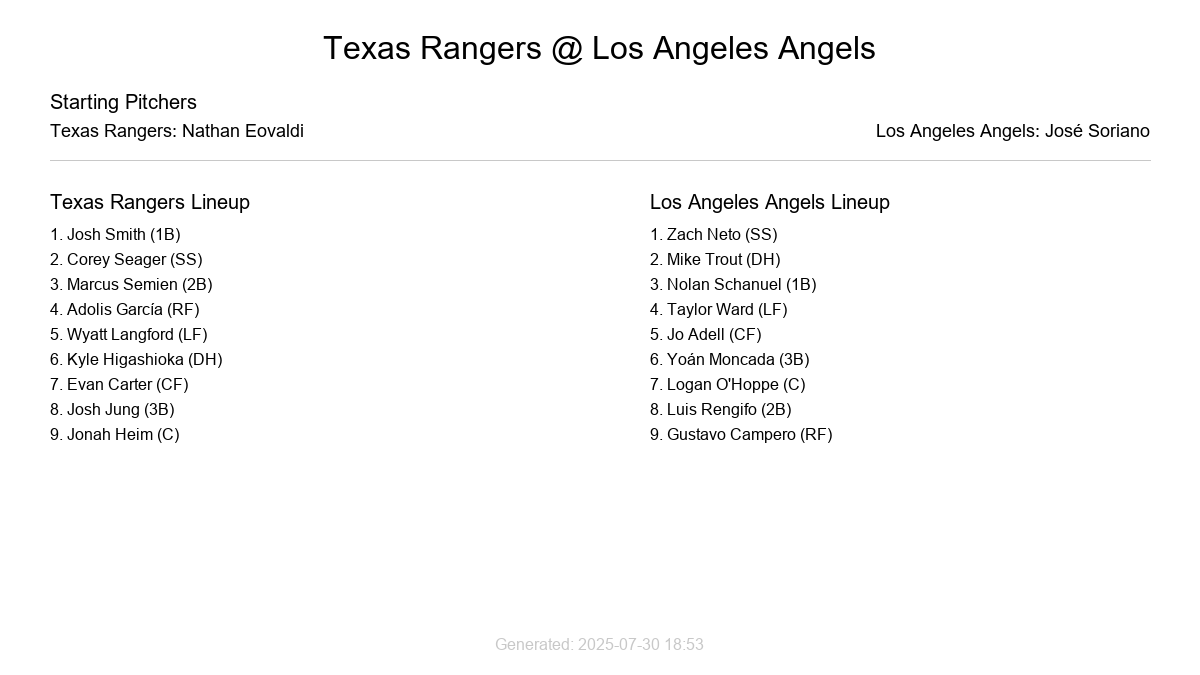 Texas Rangers @ Los Angeles Angels
Starting Pitchers
Texas Rangers: Nathan Eovaldi
Los Angeles Angels: José Soriano
Texas Rangers Lineup
1. Josh Smith (1B)
2. Corey Seager (SS)
3. Marcus Semien (2B)
4. Adolis García (RF)
5. Wyatt Langford (LF)
6. Kyle Higashioka (DH)
7. Evan Carter (CF)
8. Josh Jung (3B)
9. Jonah Heim (C)
Los Angeles Angels Lineup
1. Zach Neto (SS)
2. Mike Trout (DH)
3. Nolan Schanuel (1B)
4. Taylor Ward (LF)
5. Jo Adell (CF)
6. Yoán Moncada (3B)
7. Logan O'Hoppe (C)
8. Luis Rengifo (2B)
9. Gustavo Campero (RF)
Generated: 2025-07-30 18:53